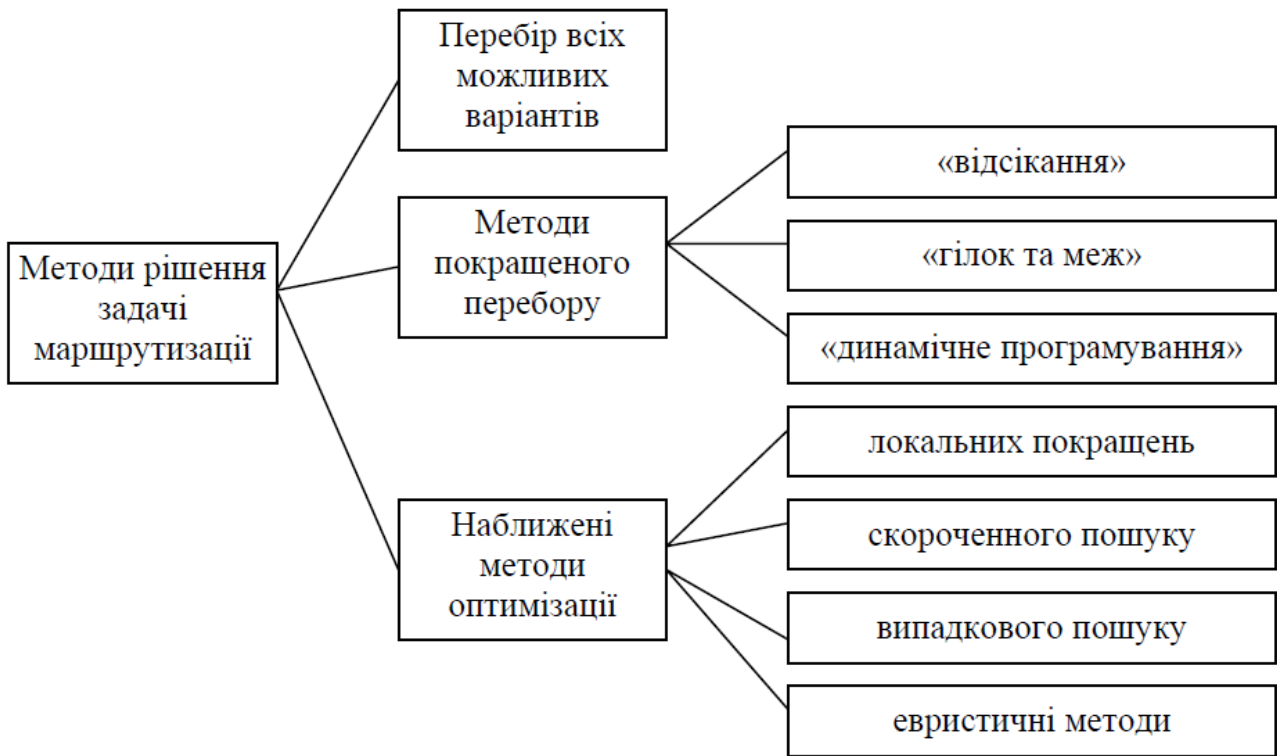 Перебір всіх
можливих
варіантів
Методи рішення
задачі
маршрутизації
Методи
покращеного
перебору
«відсікання»
«гілок та меж»
«динамічне програмування»
Наближені
методи
оптимізації
локальних покращень
скороченного пошуку
випадкового пошуку
евристичні методи